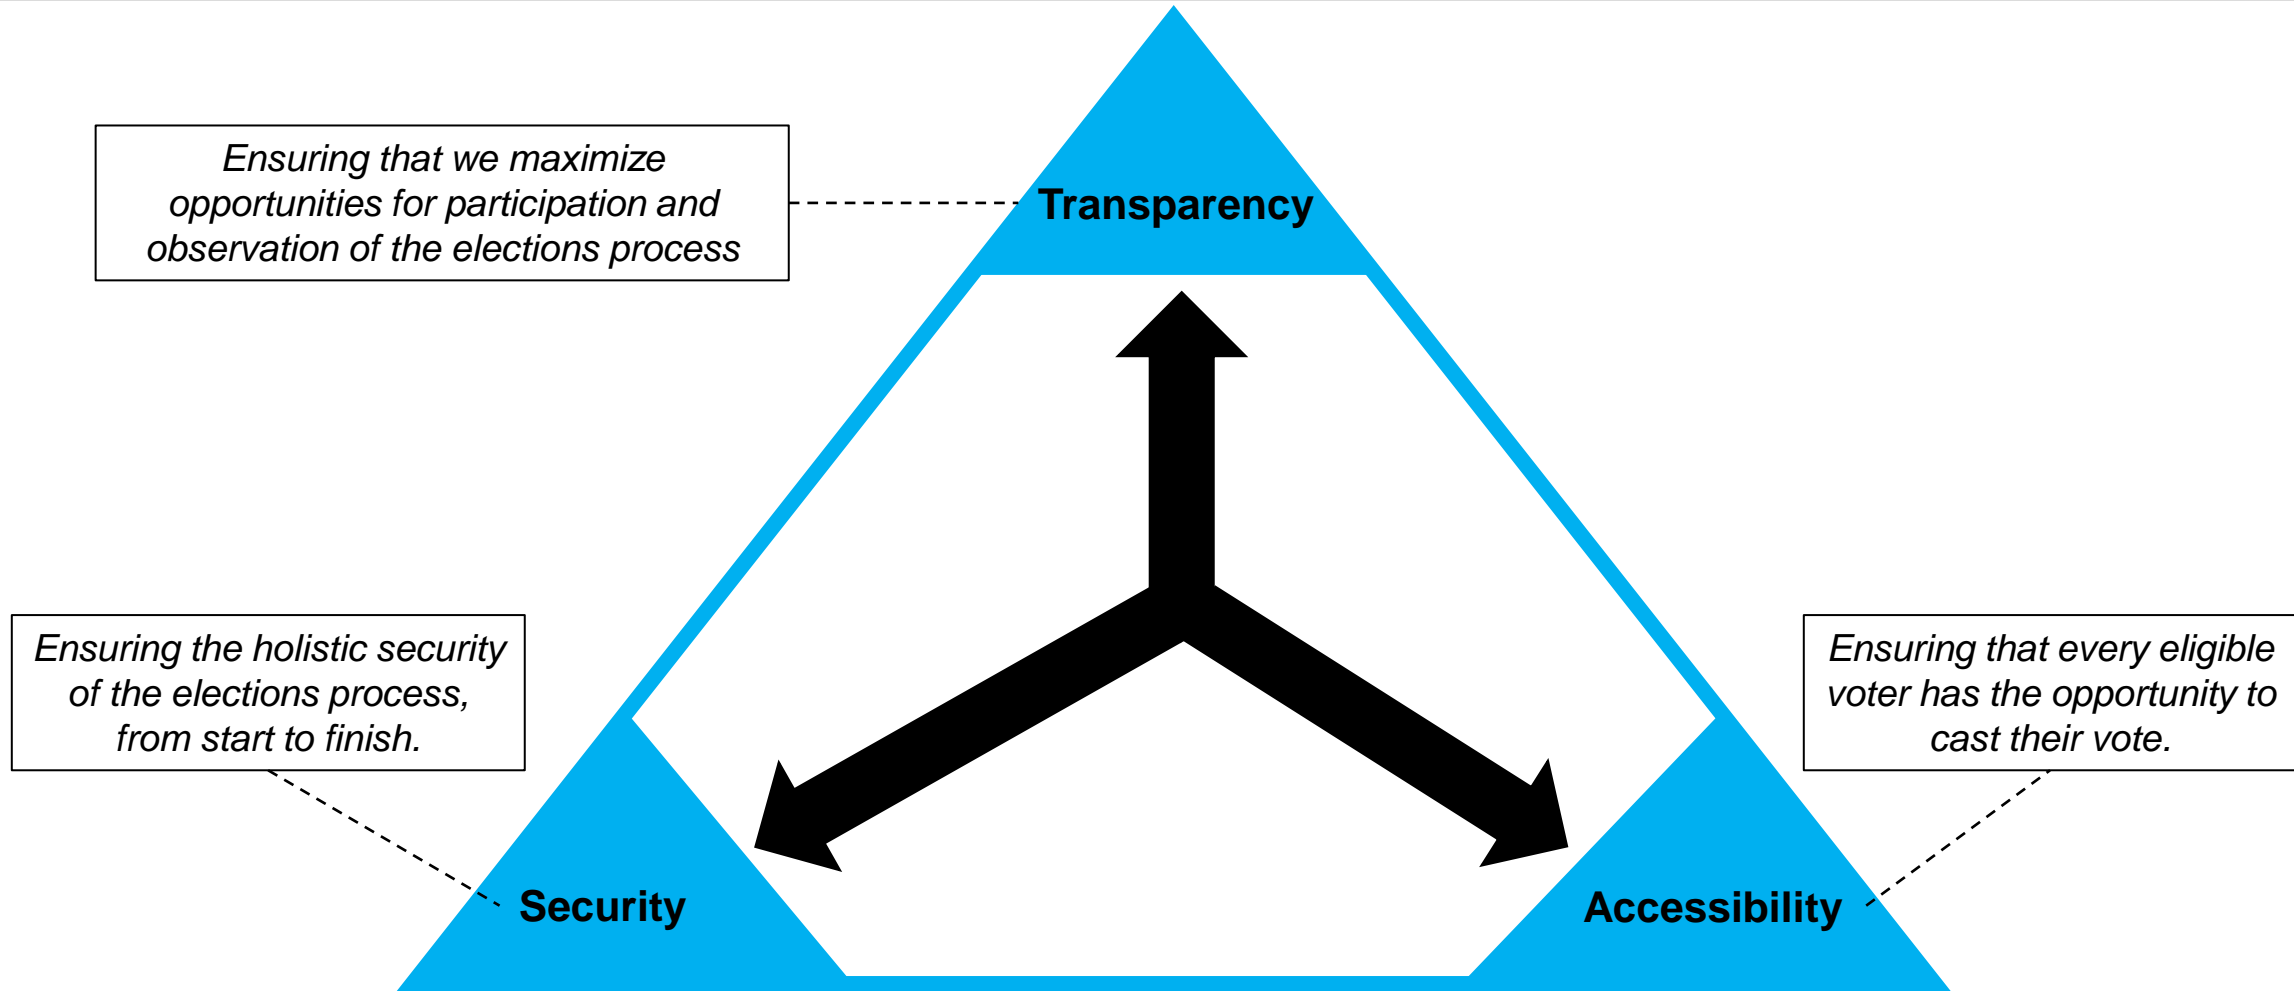 Ensuring that we maximize
opportunities for participation and
observation of the elections process
Transparency
Ensuring the holistic security
of the elections process,
from start to finish.
Ensuring that every eligible
voter has the opportunity to
cast their vote.
Security
Accessibility